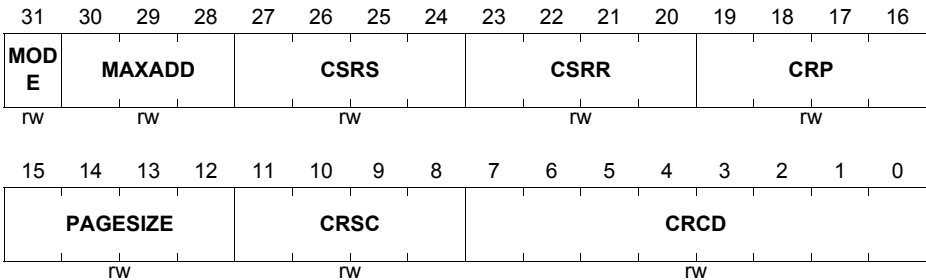 31 30 29 28 27 26 25 24 23 22 21 20 19 18 17 16
MOD
E MAXADD CSRS CSRR CRP
rw rw rw rw rw
15 14 13 12 11 10 9 8 7 6 5 4 3 2 1 0
PAGESIZE CRSC CRCD
rw rw rw